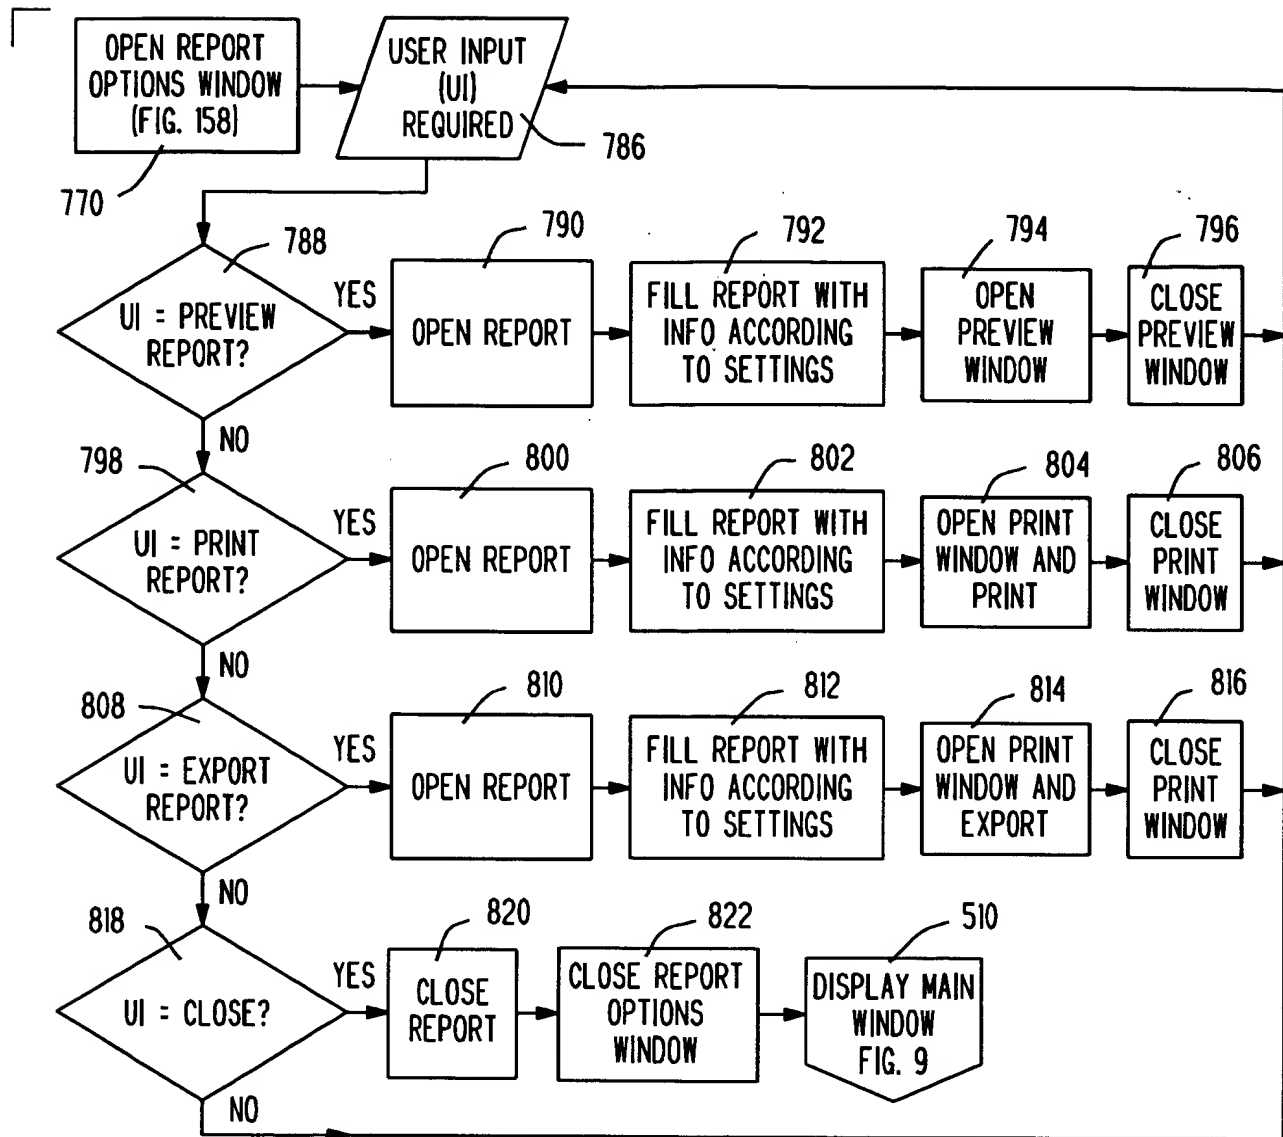 OPEN REPORT
OPTIONS WINDOW
(FIG. 158)
770
USER INPUT
(UI)
REQUIRED
786
788
UI = PREVIEW
REPORT?
YES
NO
790
OPEN REPORT
792
FILL REPORT WITH
INFO ACCORDING
TO SETTINGS
794
OPEN
PREVIEW
WINDOW
796
CLOSE
PREVIEW
WINDOW
798
UI = PRINT
REPORT?
YES
NO
800
OPEN REPORT
802
FILL REPORT WITH
INFO ACCORDING
TO SETTINGS
804
OPEN PRINT
WINDOW AND
PRINT
806
CLOSE
PRINT
WINDOW
808
UI = EXPORT
REPORT?
YES
NO
810
OPEN REPORT
812
FILL REPORT WITH
INFO ACCORDING
TO SETTINGS
814
OPEN PRINT
WINDOW AND
EXPORT
816
CLOSE
PRINT
WINDOW
818
UI = CLOSE?
YES
NO
820
CLOSE
REPORT
822
CLOSE REPORT
OPTIONS
WINDOW
510
DISPLAY MAIN
WINDOW
FIG. 9